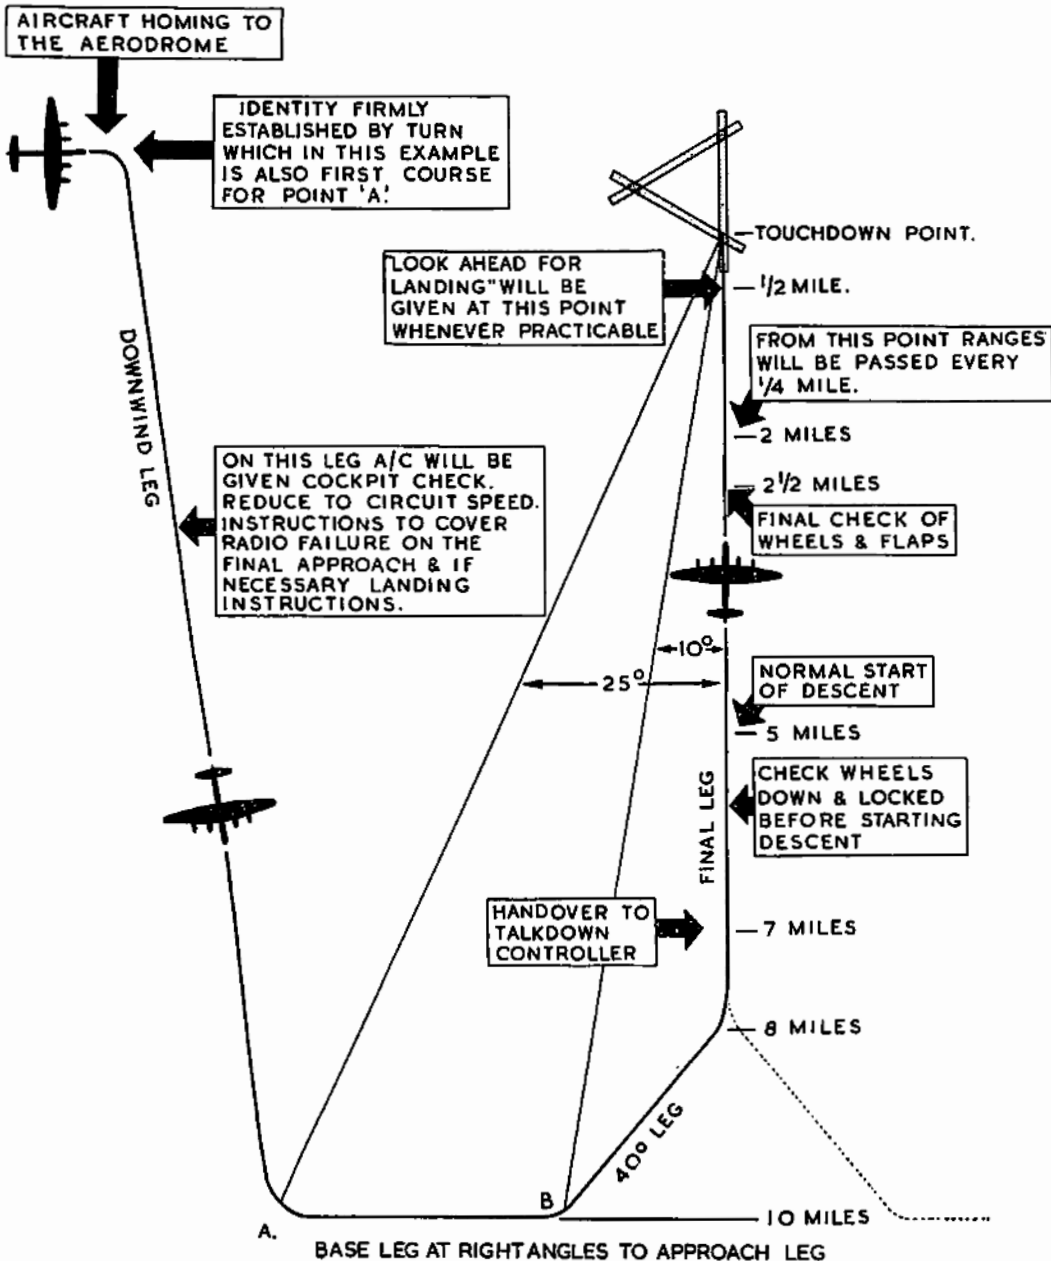 AIRCRAFT HOMING TO
THE AERODROME
IDENTITY FIRMLY
ESTABLISHED BY TURN
WHICH IN THIS EXAMPLE
IS ALSO FIRST COURSE
FOR POINT 'A'.
TOUCHDOWN POINT.
"LOOK AHEAD FOR
LANDING" WILL BE
GIVEN AT THIS POINT
WHENEVER PRACTICABLE
1/2 MILE.
FROM THIS POINT RANGES
WILL BE PASSED EVERY
1/4 MILE.
DOWNWIND LEG
2 MILES
ON THIS LEG A/C WILL BE
GIVEN COCKPIT CHECK.
REDUCE TO CIRCUIT SPEED.
INSTRUCTIONS TO COVER
RADIO FAILURE ON THE
FINAL APPROACH & IF
NECESSARY LANDING
INSTRUCTIONS.
2 1/2 MILES
FINAL CHECK OF
WHEELS & FLAPS
10°
25°
NORMAL START
OF DESCENT
5 MILES
CHECK WHEELS
DOWN & LOCKED
BEFORE STARTING
DESCENT
FINAL LEG
HANDOVER TO
TALKDOWN
CONTROLLER
7 MILES
8 MILES
40° LEG
A.
B
10 MILES
BASE LEG AT RIGHT ANGLES TO APPROACH LEG